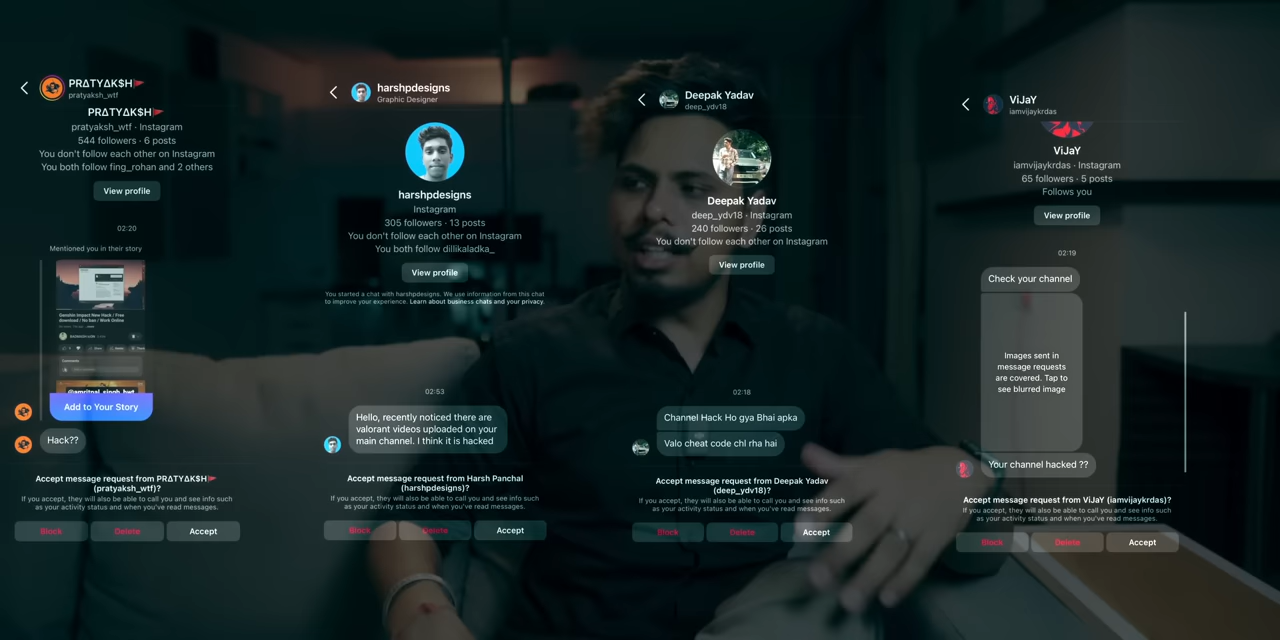 PRΔTYΔK$H🚩
pratyaksh_wtf
PRΔTYΔK$H🚩
pratyaksh_wtf · Instagram
544 followers · 6 posts
You don't follow each other on Instagram
You both follow fing_rohan and 2 others
View profile
02:20
Mentioned you in their story
Genshin Impact New Hack / Free
download / No ban / Work Online
Comments
@amritpal_singh_bwt
Add to Your Story
Hack??
Accept message request from PRΔTYΔK$H🚩
(pratyaksh_wtf)?
If you accept, they will also be able to call you and see info such
as your activity status and when you've read messages.
Block
Delete
Accept
harshpdesigns
Graphic Designer
harshpdesigns
Instagram
305 followers · 13 posts
You don't follow each other on Instagram
You both follow dillikaladka_
View profile
You started a chat with harshpdesigns. We use information from this chat
to improve your experience. Learn about business chats and your privacy.
02:53
Hello, recently noticed there are
valorant videos uploaded on your
main channel. I think it is hacked
Accept message request from Harsh Panchal
(harshpdesigns)?
If you accept, they will also be able to call you and see info such
as your activity status and when you've read messages.
Block
Delete
Accept
Deepak Yadav
deep_ydv18
Deepak Yadav
deep_ydv18 · Instagram
240 followers · 26 posts
You don't follow each other on Instagram
View profile
02:18
Channel Hack Ho gya Bhai apka
Valo cheat code chl rha hai
Accept message request from Deepak Yadav
(deep_ydv18)?
If you accept, they will also be able to call you and see info such
as your activity status and when you've read messages.
Block
Delete
Accept
ViJaY
iamvijaykrdas
ViJaY
iamvijaykrdas · Instagram
65 followers · 5 posts
Follows you
View profile
02:19
Check your channel
Images sent in
message requests
are covered. Tap to
see blurred image
Your channel hacked ??
Accept message request from ViJaY (iamvijaykrdas)?
If you accept, they will also be able to call you and see info such
as your activity status and when you've read messages.
Block
Delete
Accept